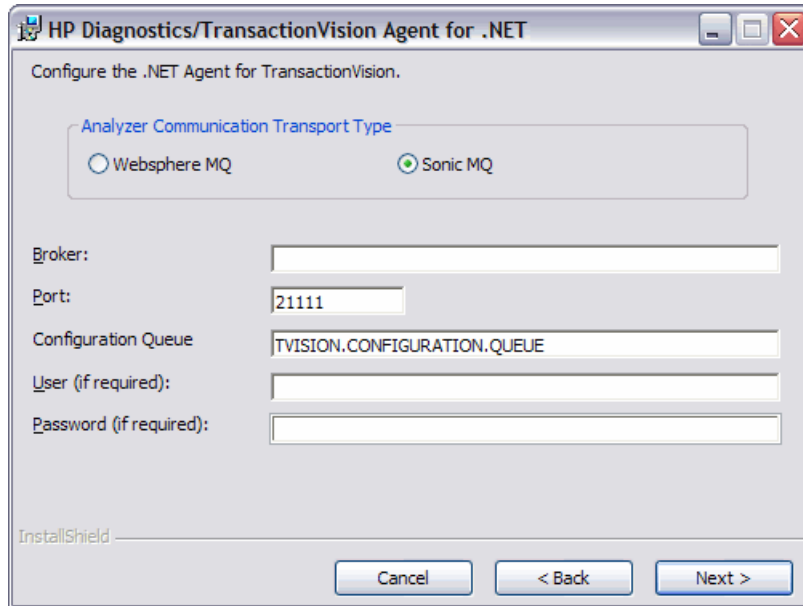 HP Diagnostics/TransactionVision Agent for .NET
Configure the .NET Agent for TransactionVision.
Analyzer Communication Transport Type
Websphere MQ
Sonic MQ
Broker:
Port:
21111
Configuration Queue
TVISION.CONFIGURATION.QUEUE
User (if required):
Password (if required):
InstallShield
Cancel
< Back
Next >